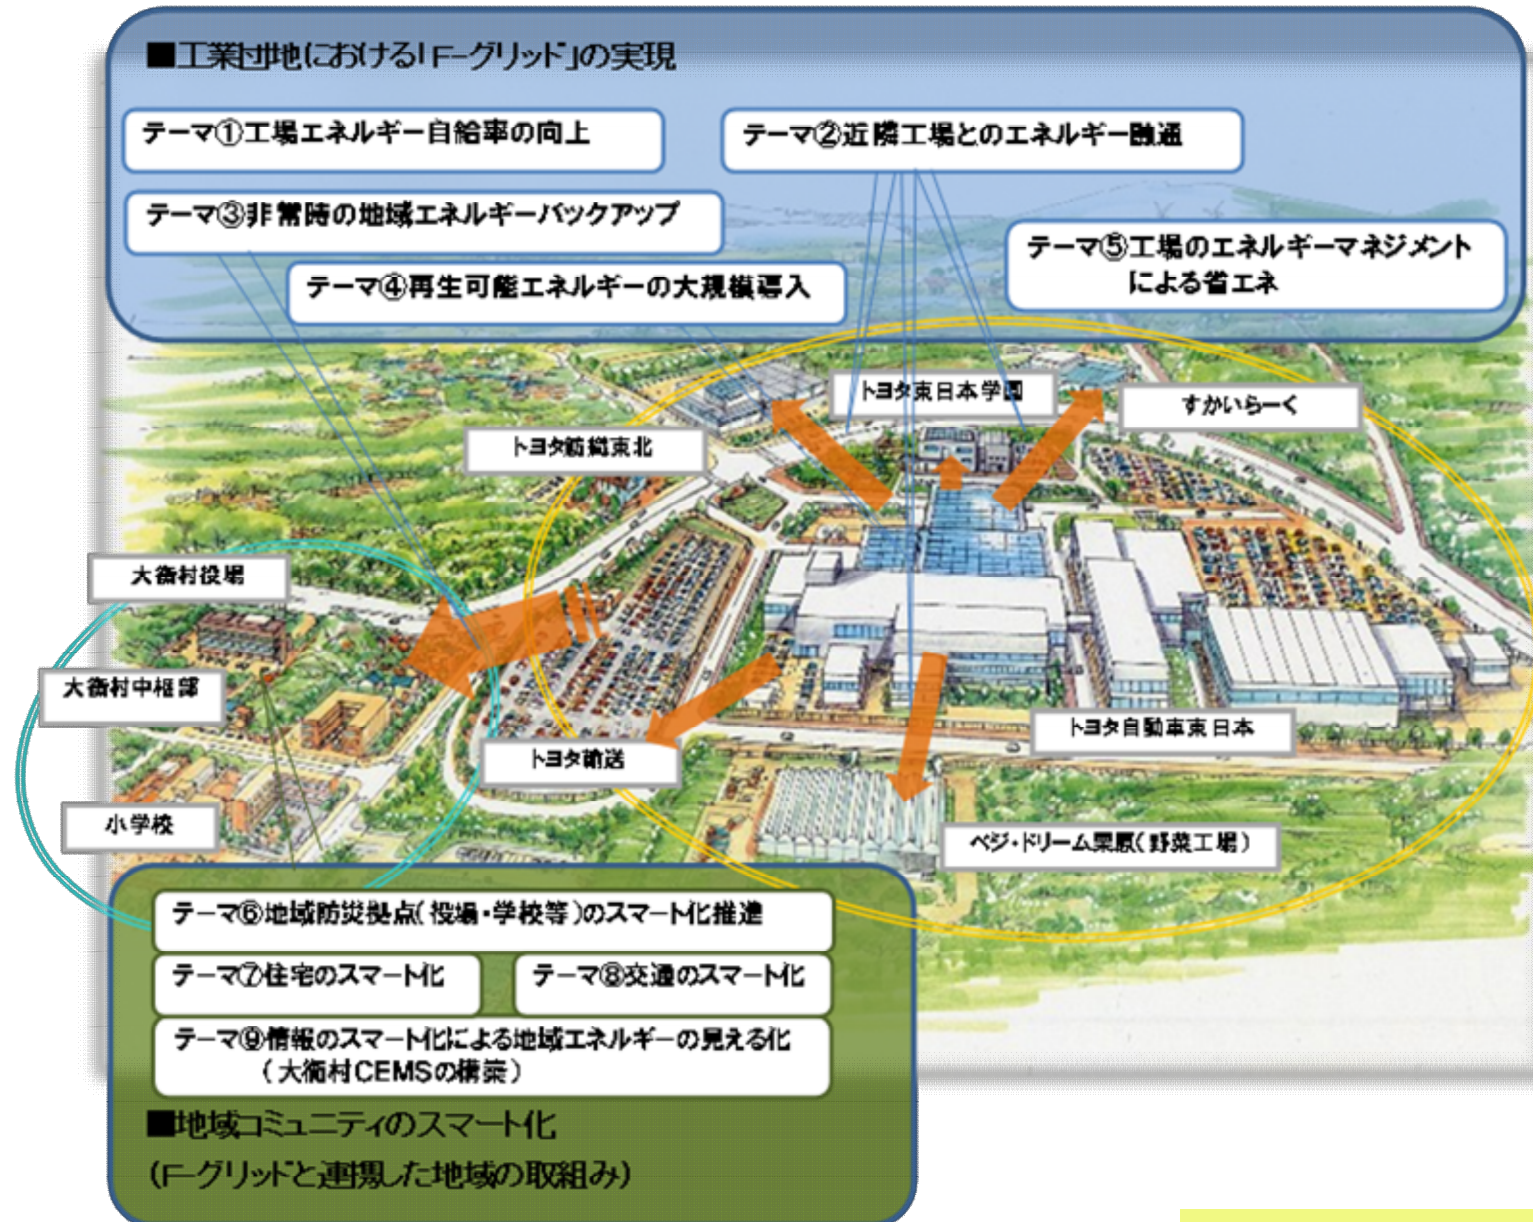 ■工業団地における「F-グリッド」の実現
テーマ①工場エネルギー自給率の向上
テーマ②近隣工場とのエネルギー融通
テーマ③非常時の地域エネルギーバックアップ
テーマ④再生可能エネルギーの大規模導入
テーマ⑤工場のエネルギーマネジメント
による省エネ
トヨタ東日本学園
すかいらーく
トヨタ紡織東北
大衡村役場
大衡村中枢部
トヨタ自動車東日本
トヨタ輸送
小学校
ベジ・ドリーム栗原(野菜工場)
テーマ⑥地域防災拠点(役場・学校等)のスマート化推進
テーマ⑦住宅のスマート化
テーマ⑧交通のスマート化
テーマ⑨情報のスマート化による地域エネルギーの見える化
(大衡村CEMSの構築)
■地域コミュニティのスマート化
(F-グリッドと連携した地域の取組み)